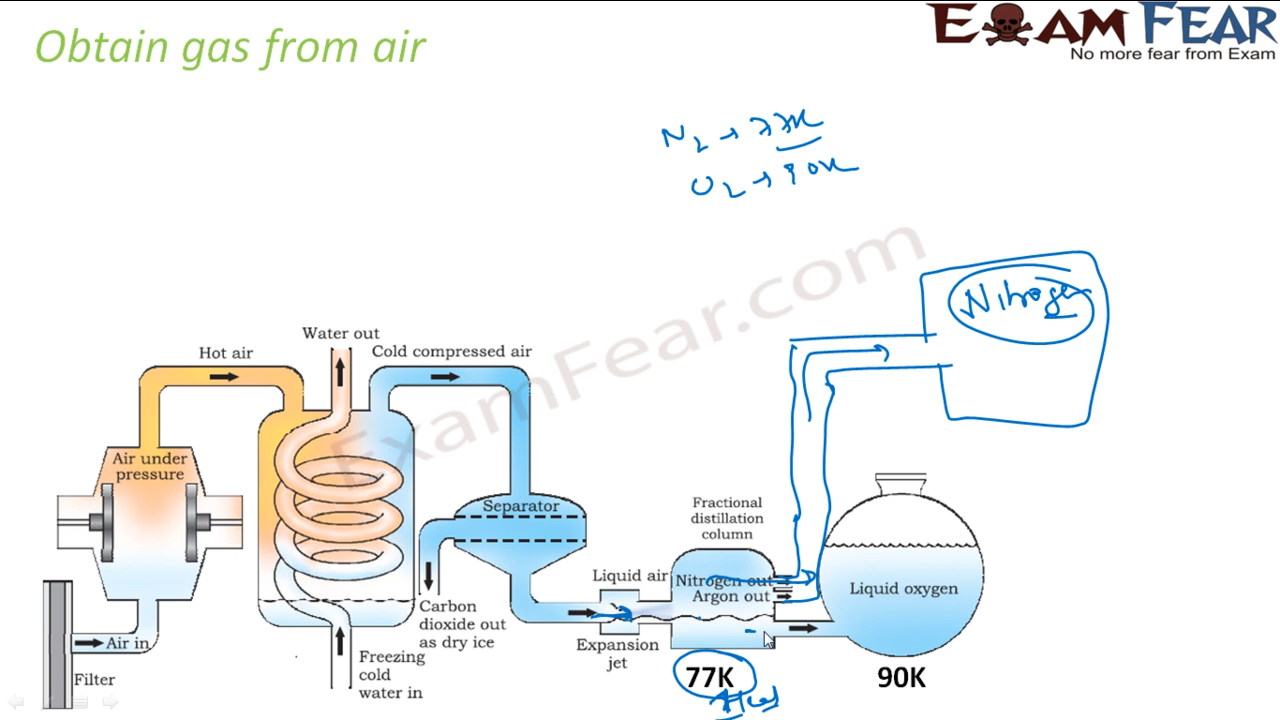 Obtain gas from air
EXAM FEAR
No more fear from Exam
N2 → 77K
O2 → 90K
ExamFear.com
Nitrogen
Water out
Hot air
Cold compressed air
Air under
pressure
Separator
Fractional
distillation
column
Liquid air
Nitrogen out
Argon out
Liquid oxygen
Carbon
dioxide out
as dry ice
Expansion
jet
Air in
Filter
Freezing
cold
water in
77K
90K